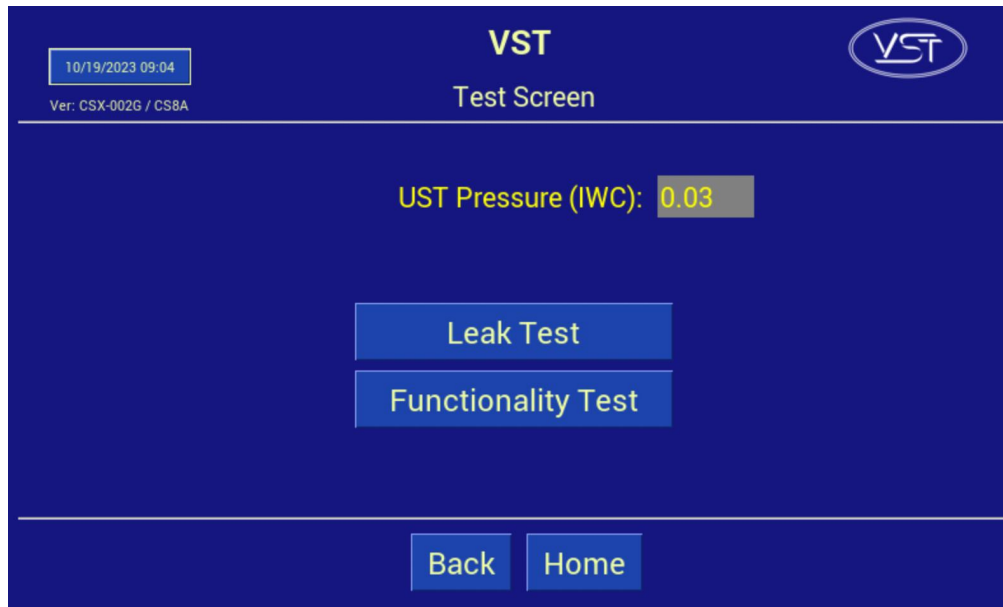 VST
VST
10/19/2023 09:04
Ver: CSX-002G / CS8A
Test Screen
UST Pressure (IWC): 0.03
Leak Test
Functionality Test
Back Home